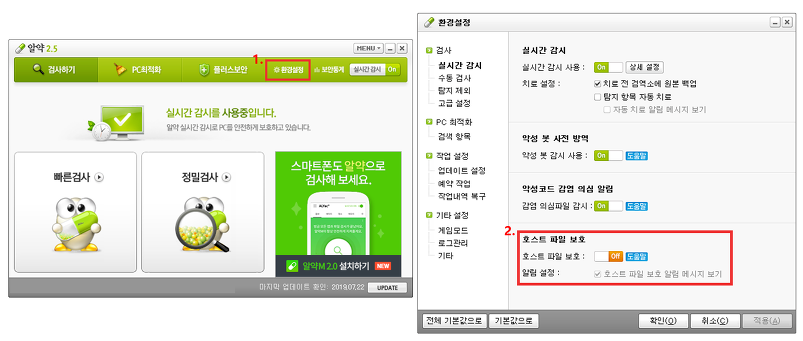 알약 2.5
MENU
검사하기
PC최적화
플러스보안
1.
환경설정
보안통계
실시간 감시 On
실시간 감시를 사용중입니다.
알약 실시간 감시로 PC를 안전하게 보호하고 있습니다.
빠른검사
정밀검사
스마트폰도 알약으로
검사해 보세요.
알약M 2.0 설치하기 NEW
마지막 업데이트 확인: 2019.07.22 UPDATE
환경설정
검사
실시간 감시
수동 검사
탐지 제외
고급 설정
PC 최적화
검색 항목
작업 설정
업데이트 설정
예약 작업
작업내역 복구
기타 설정
게임모드
로그관리
기타
실시간 감시
실시간 감시 사용 : On 상세 설정
치료 설정 : 치료 전 검역소에 원본 백업
탐지 항목 자동 치료
자동 치료 알림 메시지 보기
악성 봇 사전 방역
악성 봇 감시 사용 : On 도움말
악성코드 감염 의심 알림
감염 의심파일 감시 : On 도움말
2.
호스트 파일 보호
호스트 파일 보호 : Off 도움말
알림 설정 : 호스트 파일 보호 알림 메시지 보기
전체 기본값으로 기본값으로 확인(O) 취소(C) 적용(A)